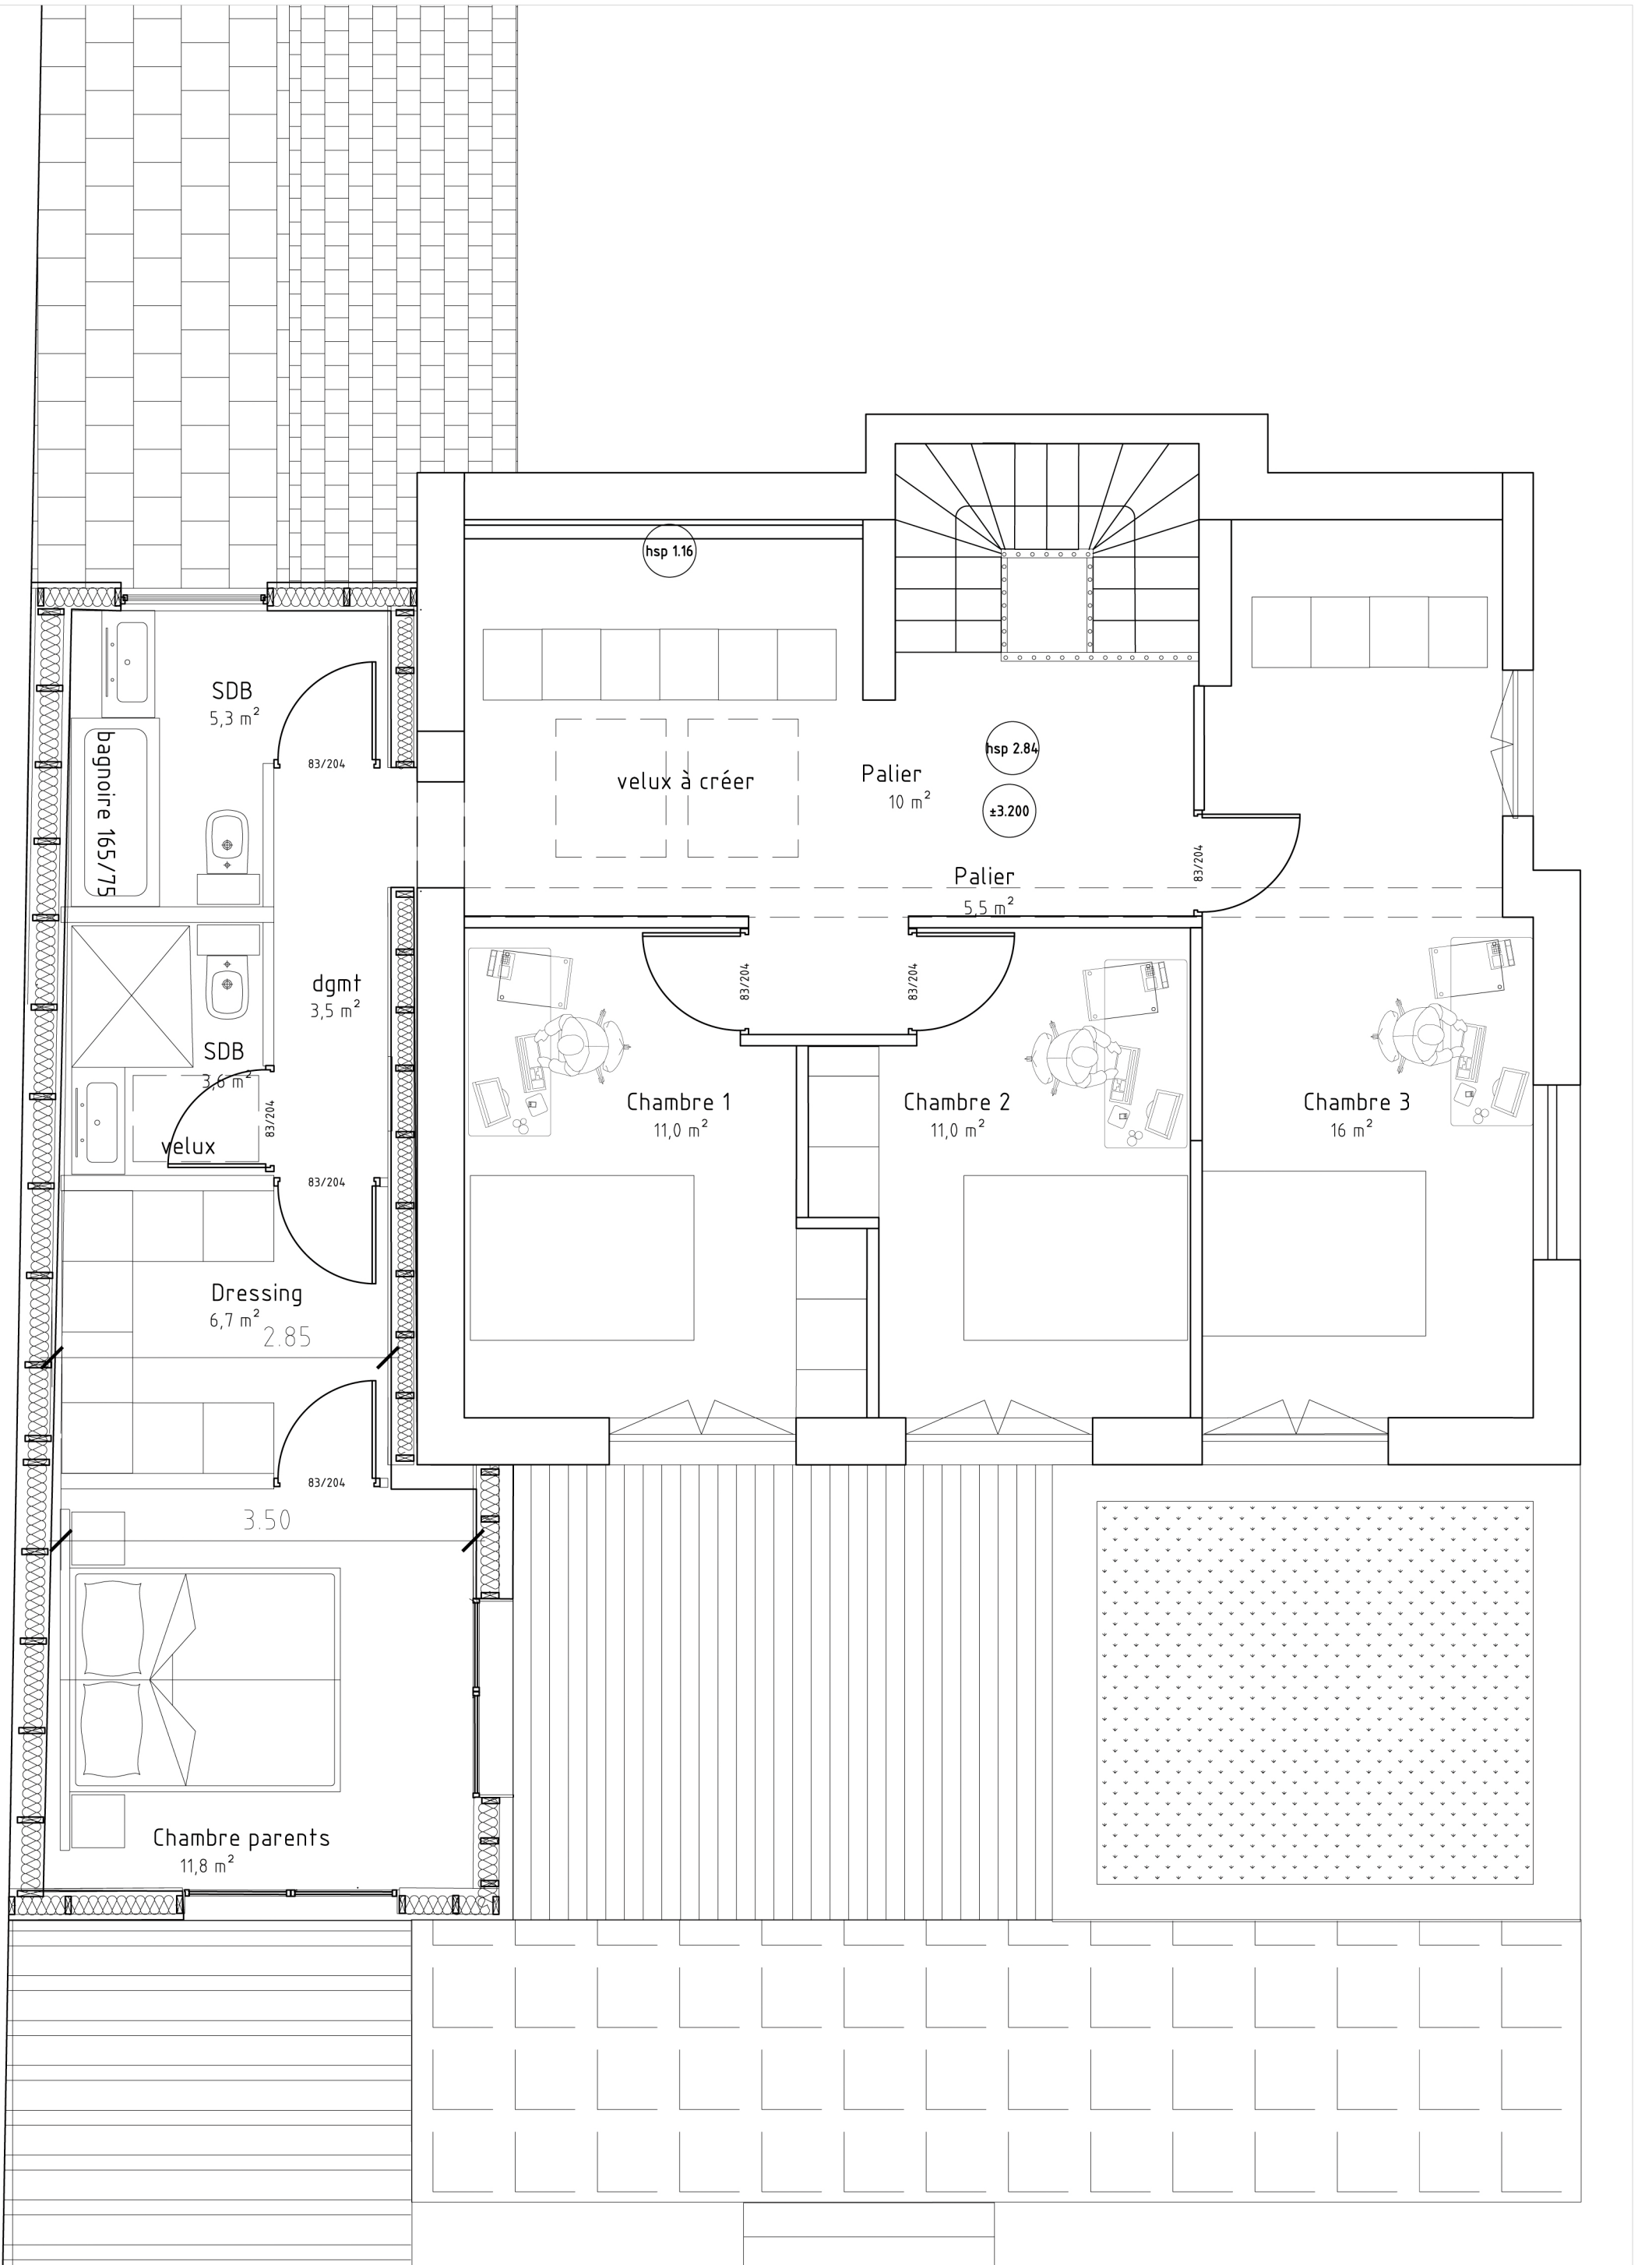 hsp 1.16
SDB
5,3 m²
83/204
bagnoire 165/75
velux à créer
Palier
10 m²
hsp 2.84
±3.200
83/204
Palier
5,5 m²
83/204
83/204
dgmt
3,5 m²
SDB
3,6 m²
83/204
velux
83/204
Chambre 1
11,0 m²
Chambre 2
11,0 m²
Chambre 3
16 m²
Dressing
6,7 m²
2.85
83/204
3.50
Chambre parents
11,8 m²